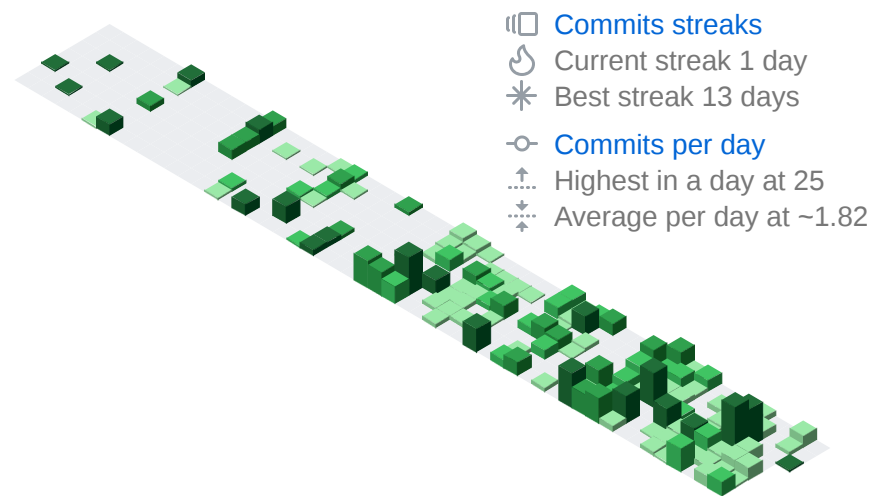 Commits streaks
Current streak 1 day
Best streak 13 days
Commits per day
Highest in a day at 25
Average per day at ~1.82